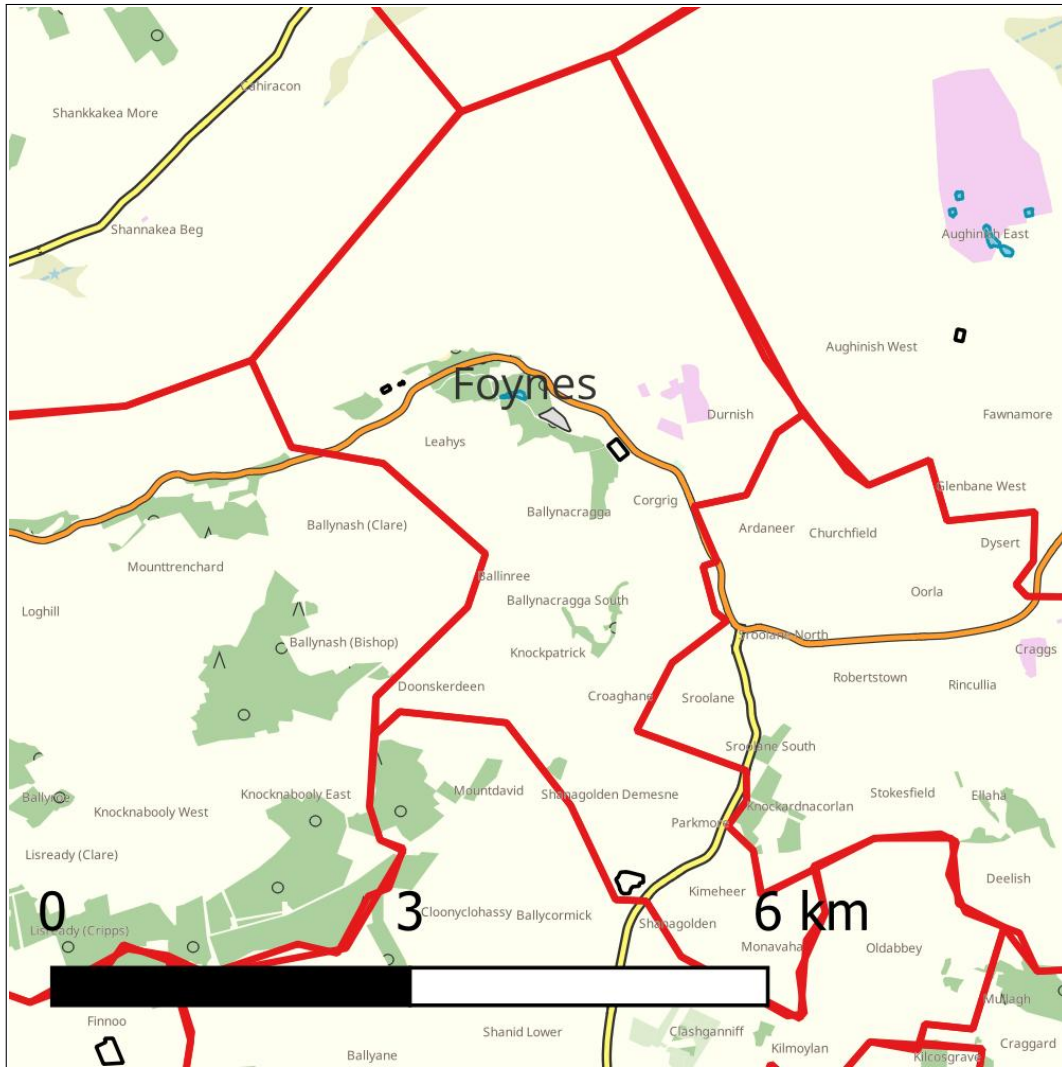 Cahiracon
Shankkakea More
Shannakea Beg
Aughinish East
Aughinish West
Foynes
Durnish
Fawnamore
Leahys
Glenbane West
Corgrig
Ballynacragga
Ballynash (Clare)
Ardaneer
Churchfield
Dysert
Mounttrenchard
Ballinree
Oorla
Ballynacragga South
Loghill
Sroolane North
Ballynash (Bishop)
Knockpatrick
Craggs
Robertstown
Rincullia
Doonskerdeen
Croaghane
Sroolane
Sroolane South
Mountdavid
Shanagolden Demesne
Stokesfield
Ellaha
Ballyroe
Knocknabooly East
Knocknabooly West
Knockardnacorlan
Parkmore
Lisready (Clare)
Deelish
Kimeheer
0 3 6 km
Cloonyclohassy
Ballycormick
Shanagolden
Lisready (Cripps)
Monavaha
Oldabbey
Mullagh
Finnoo
Shanid Lower
Clashganniff
Craggard
Kilmoylan
Ballyane
Kilcosgrave